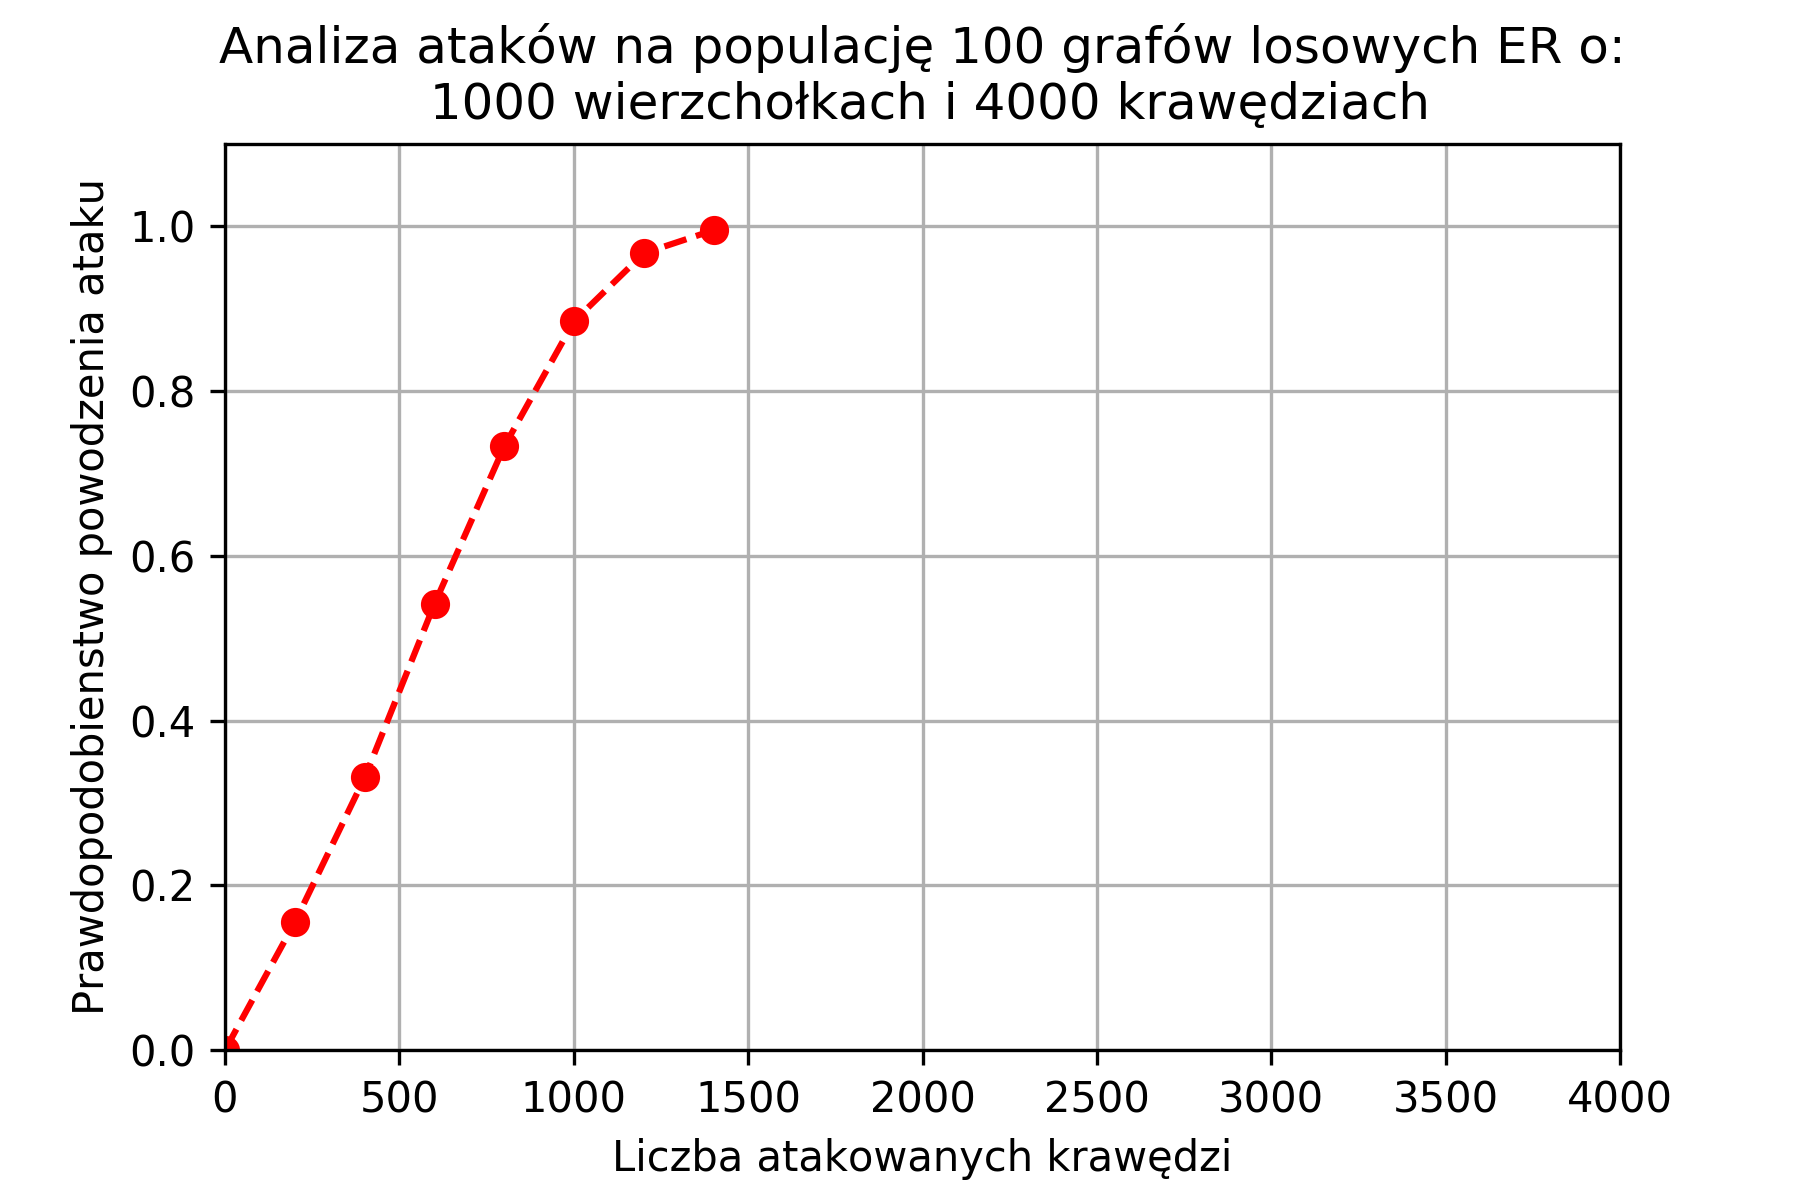 Analiza ataków na populację 100 grafów losowych ER o:
1000 wierzchołkach i 4000 krawędziach
Prawdopodobienstwo powodzenia ataku
1.0
0.8
0.6
0.4
0.2
0.0
0 500 1000 1500 2000 2500 3000 3500 4000
Liczba atakowanych krawędzi